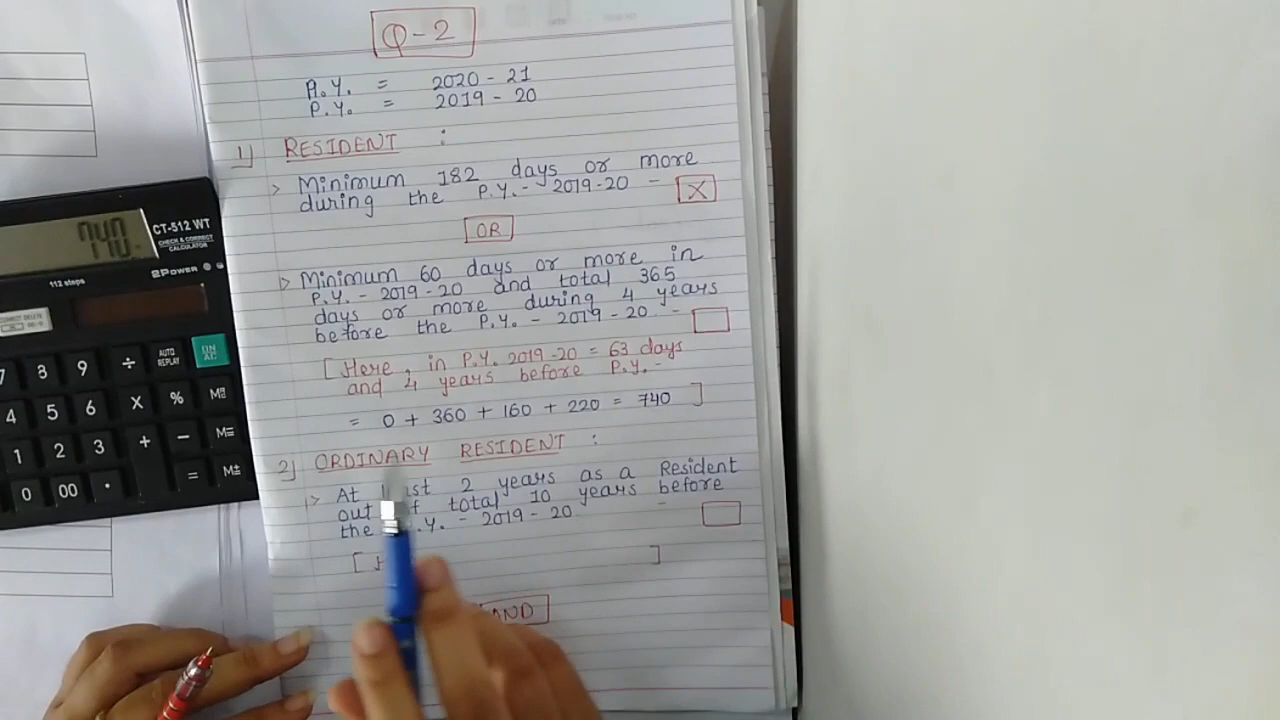 Q-2
A.Y. = 2020-21
P.Y. = 2019-20
1) RESIDENT :
> Minimum 182 days or more
during the P.Y. - 2019-20 - X
OR
> Minimum 60 days or more in
P.Y. - 2019-20 and total 365
days or more during 4 years
before the P.Y. - 2019-20 -
[Here, in P.Y. 2019-20 = 63 days
and 4 years before P.Y.-
= 0 + 360 + 160 + 220 = 740 ]
2) ORDINARY RESIDENT :
> At 2 years as a Resident
out total 10 years before
the .Y. - 2019-20 -
[ ]
AND
740
CT-512 WT
CHECK & CORRECT
CALCULATOR
112 steps
2POWER
ON
AC
AUTO
REPLAY
7 8 9 ÷
4 5 6 X % M
1 2 3 + - M=
0 00 . = M±